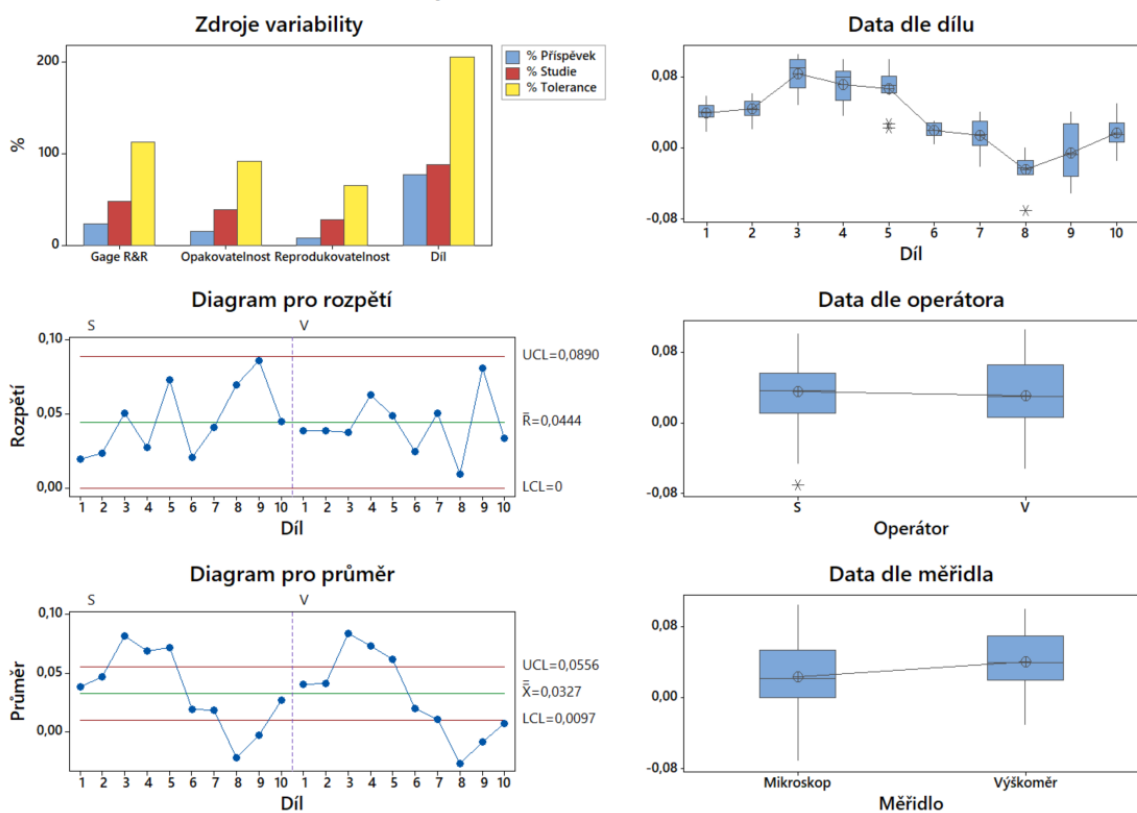 Zdroje variability
200
100
0
%
Gage R&R Opakovatelnost Reprodukovatelnost Díl
% Příspěvek
% Studie
% Tolerance
Data dle dílu
0,08
0,00
-0,08
1 2 3 4 5 6 7 8 9 10
Díl
Diagram pro rozpětí
S V
0,10
0,05
0,00
Rozpětí
UCL=0,0890
R̅=0,0444
LCL=0
1 2 3 4 5 6 7 8 9 10 1 2 3 4 5 6 7 8 9 10
Díl
Data dle operátora
0,08
0,00
-0,08
S V
Operátor
Diagram pro průměr
S V
0,10
0,05
0,00
Průměr
UCL=0,0556
X̿=0,0327
LCL=0,0097
1 2 3 4 5 6 7 8 9 10 1 2 3 4 5 6 7 8 9 10
Díl
Data dle měřidla
0,08
0,00
-0,08
Mikroskop Výškoměr
Měřidlo